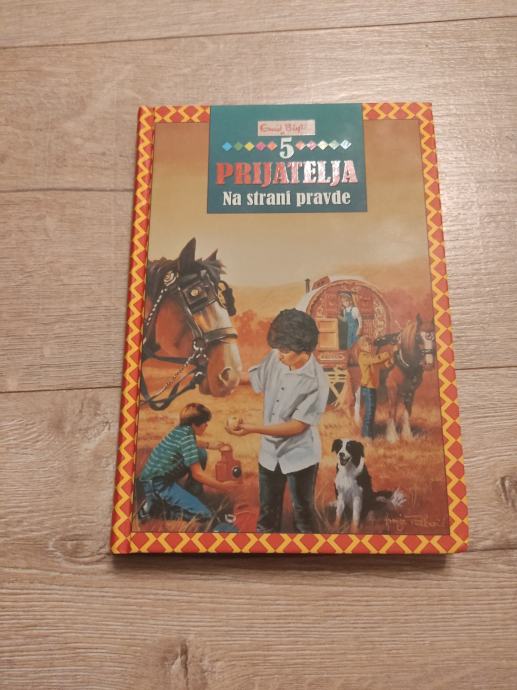 Enid Blyton
5
PRIJATELJA
Na strani pravde